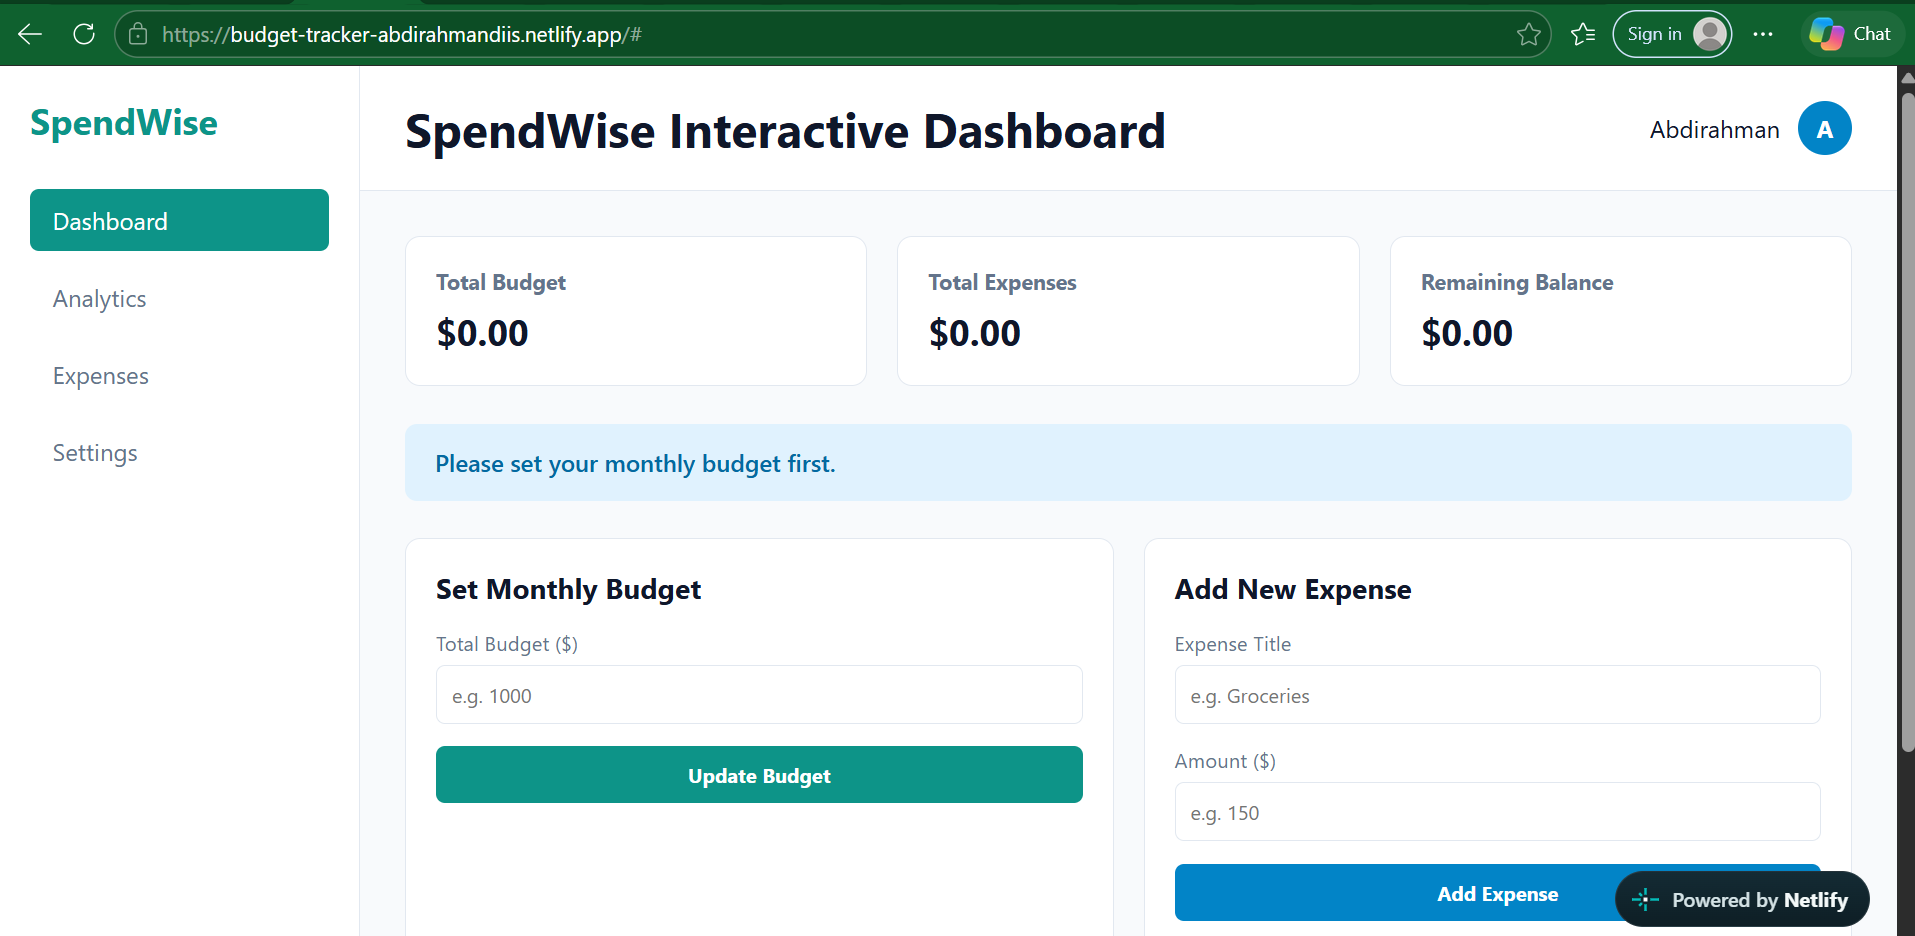 https://budget-tracker-abdirahmandiis.netlify.app/#
Sign in
Chat
SpendWise
Dashboard
Analytics
Expenses
Settings
SpendWise Interactive Dashboard
Abdirahman
A
Total Budget
$0.00
Total Expenses
$0.00
Remaining Balance
$0.00
Please set your monthly budget first.
Set Monthly Budget
Total Budget ($)
e.g. 1000
Update Budget
Add New Expense
Expense Title
e.g. Groceries
Amount ($)
e.g. 150
Add Expense
Powered by Netlify